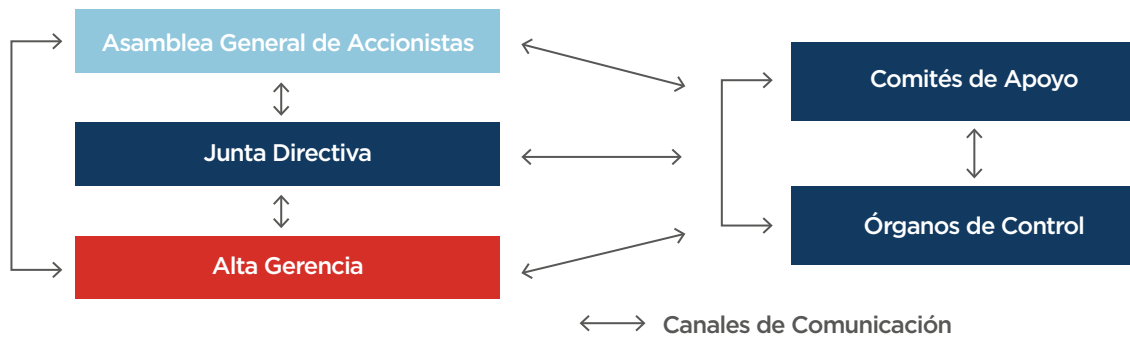 Asamblea General de Accionistas
Junta Directiva
Alta Gerencia
Comités de Apoyo
Órganos de Control
Canales de Comunicación